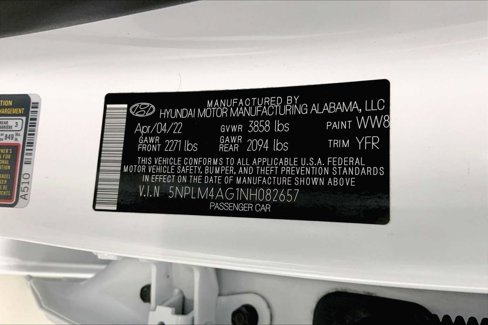 MANUFACTURED BY
HYUNDAI MOTOR MANUFACTURING ALABAMA, LLC
Apr/04/22 GVWR 3858 lbs PAINT WW8
GAWR FRONT 2271 lbs GAWR REAR 2094 lbs TRIM YFR
THIS VEHICLE CONFORMS TO ALL APPLICABLE U.S.A. FEDERAL
MOTOR VEHICLE SAFETY, BUMPER, AND THEFT PREVENTION STANDARDS
IN EFFECT ON THE DATE OF MANUFACTURE SHOWN ABOVE
V.I.N 5NPLM4AG1NH082657
PASSENGER CAR
A510